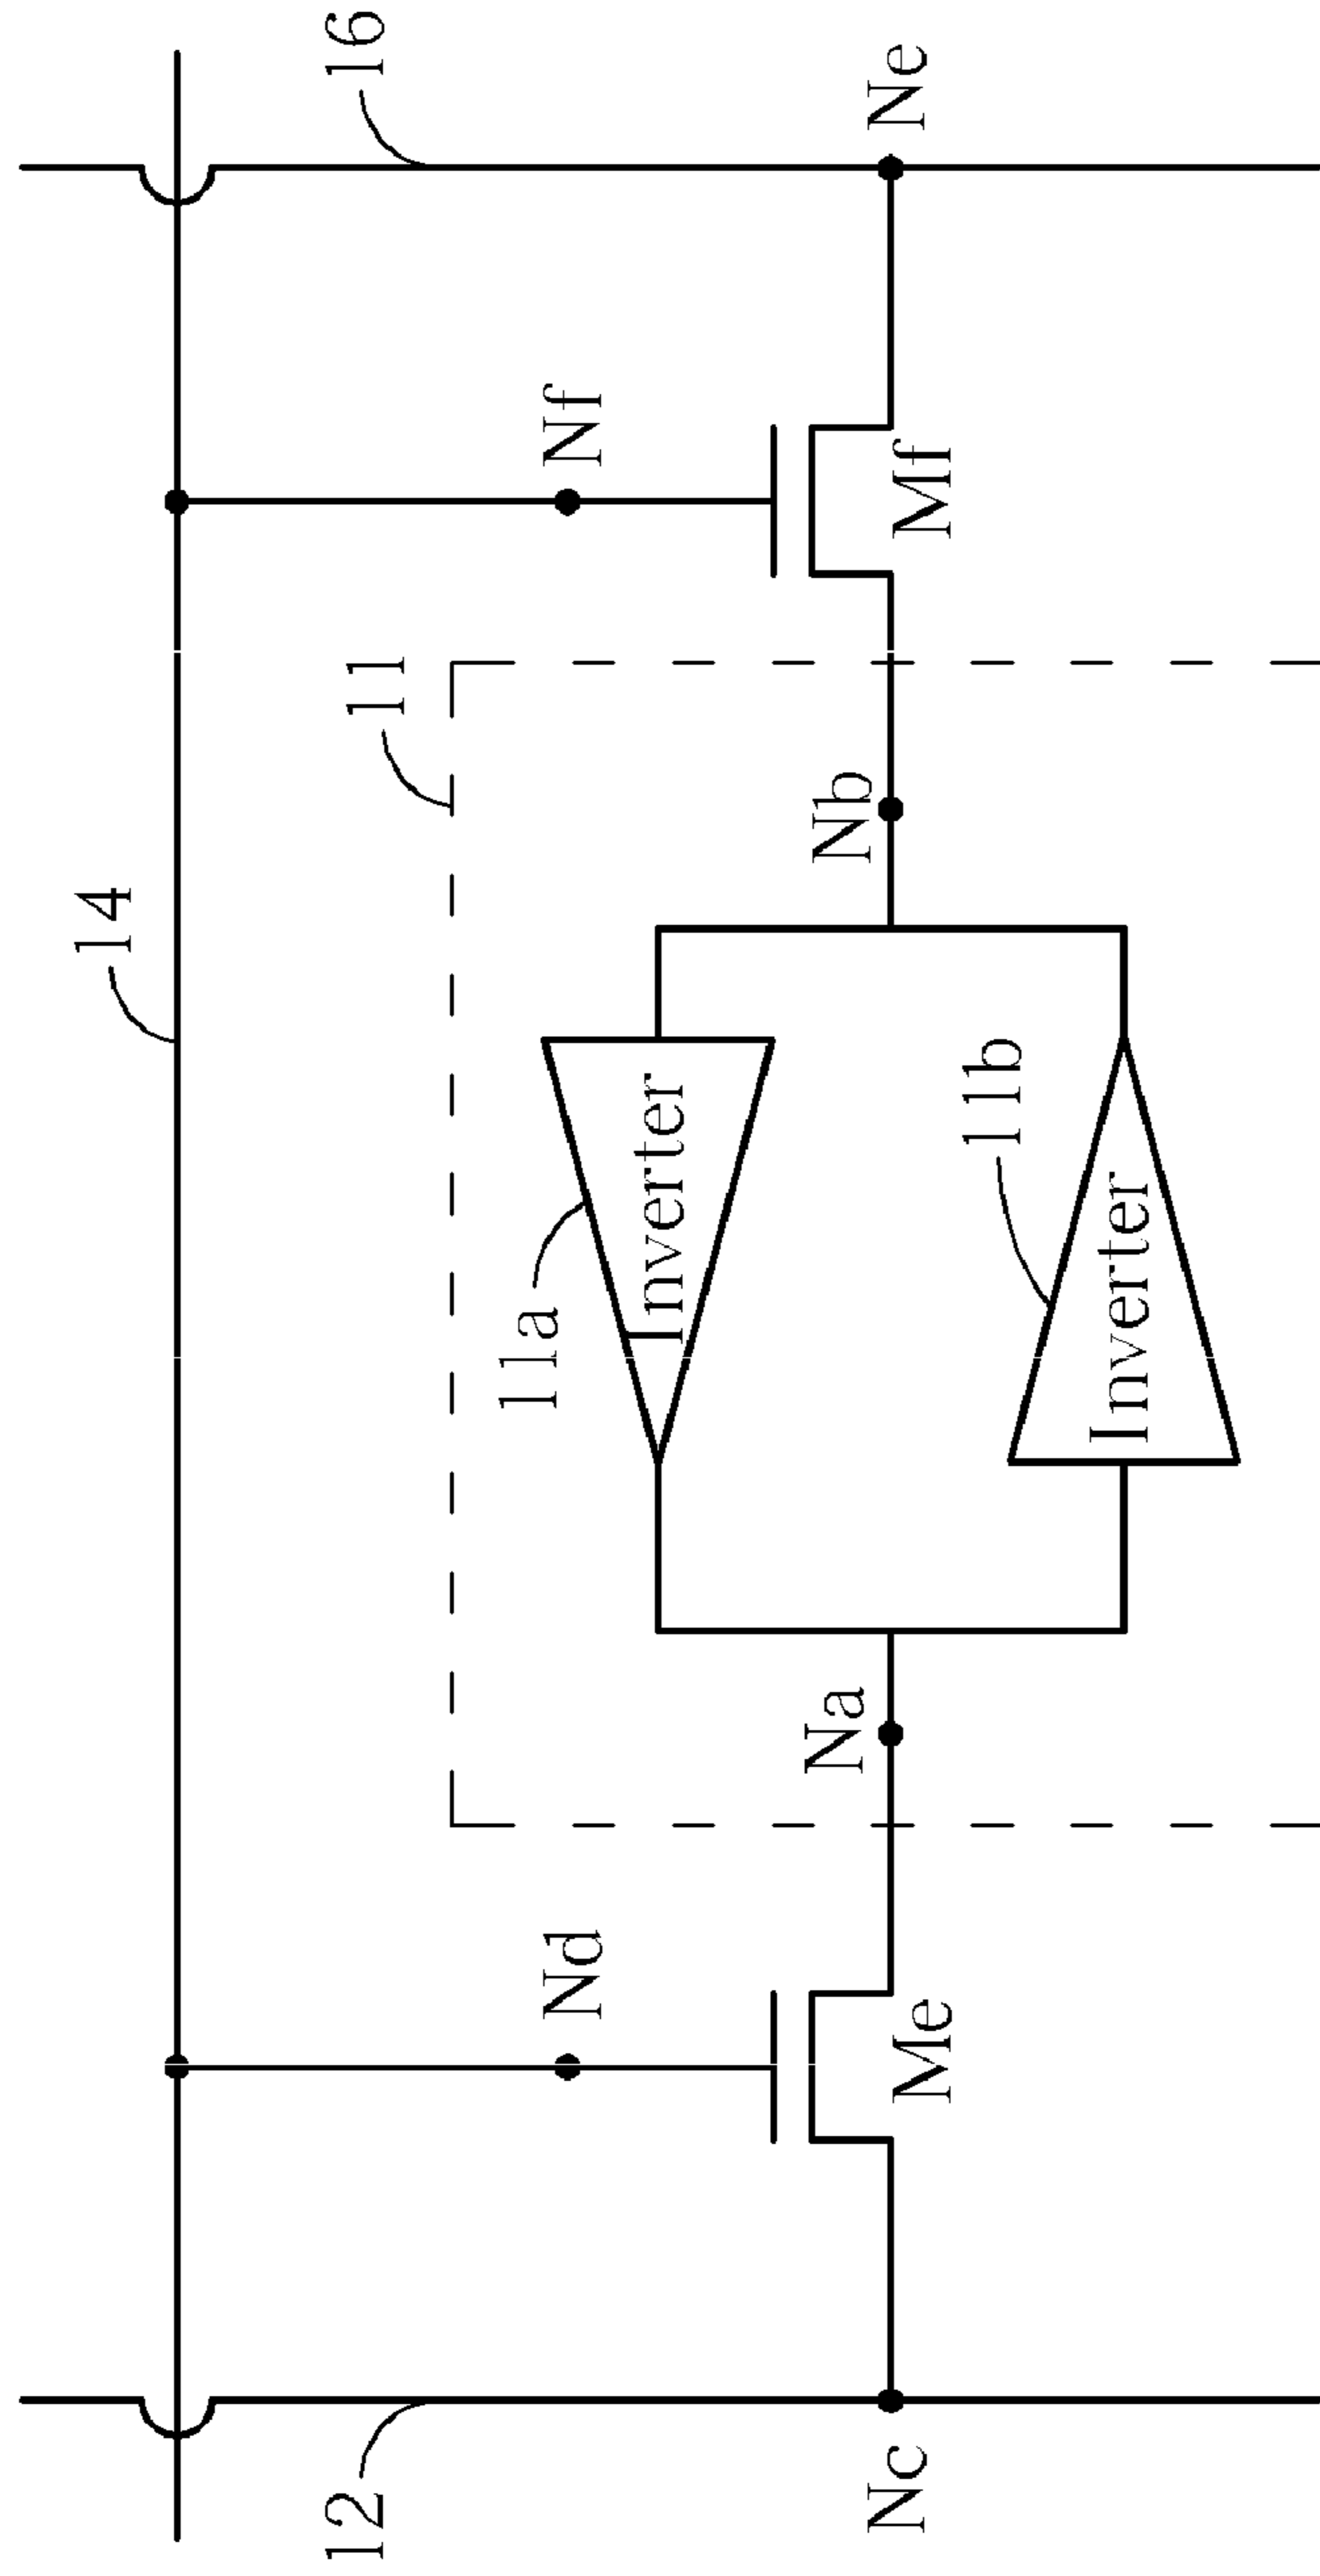 14
12
16
11
Nd
Nf
11a
Inverter
Nc
Me
Na
Nb
Mf
Ne
11b
Inverter